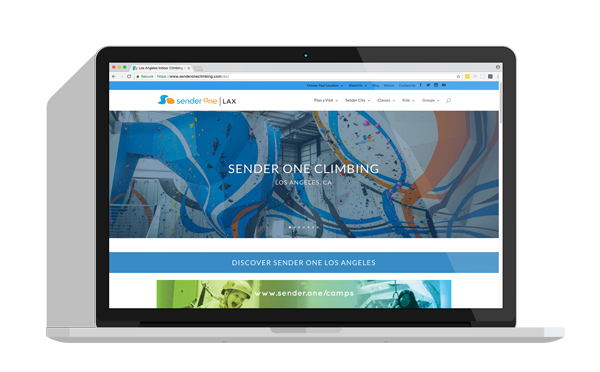 Los Angeles Indoor Climbing
Secure https://www.senderoneclimbing.com/lax/
Choose Your Location About Us Blog Waivers Contact Us
sender one | LAX
Plan a Visit Sender City Classes Kids Groups
SENDER ONE CLIMBING
LOS ANGELES, CA
DISCOVER SENDER ONE LOS ANGELES
www.sender.one/camps